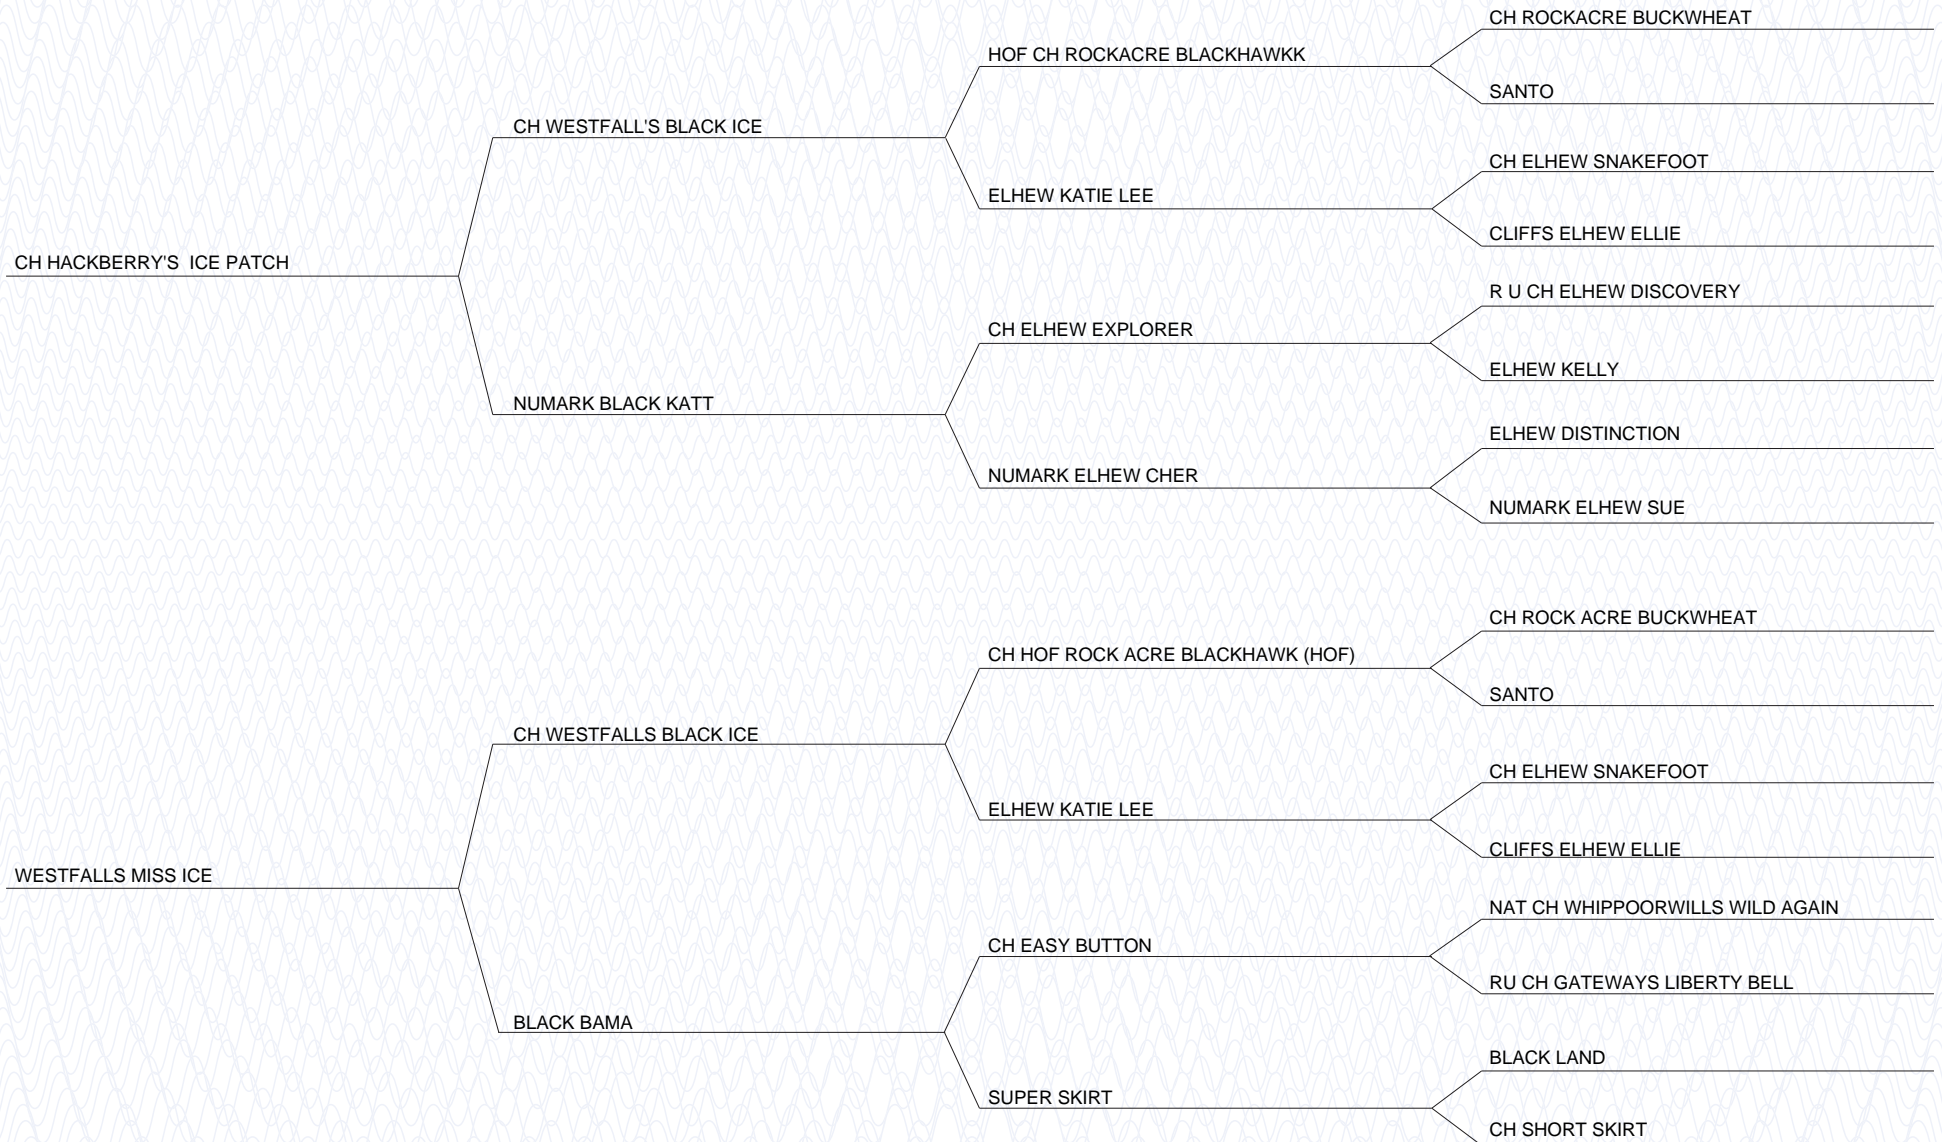 CH ROCKACRE BUCKWHEAT
HOF CH ROCKACRE BLACKHAWKK
SANTO
CH WESTFALL'S BLACK ICE
CH ELHEW SNAKEFOOT
ELHEW KATIE LEE
CLIFFS ELHEW ELLIE
CH HACKBERRY'S  ICE PATCH
R U CH ELHEW DISCOVERY
CH ELHEW EXPLORER
ELHEW KELLY
NUMARK BLACK KATT
ELHEW DISTINCTION
NUMARK ELHEW CHER
NUMARK ELHEW SUE
CH ROCK ACRE BUCKWHEAT
CH HOF ROCK ACRE BLACKHAWK (HOF)
SANTO
CH WESTFALLS BLACK ICE
CH ELHEW SNAKEFOOT
ELHEW KATIE LEE
CLIFFS ELHEW ELLIE
WESTFALLS MISS ICE
NAT CH WHIPPOORWILLS WILD AGAIN
CH EASY BUTTON
RU CH GATEWAYS LIBERTY BELL
BLACK BAMA
BLACK LAND
SUPER SKIRT
CH SHORT SKIRT